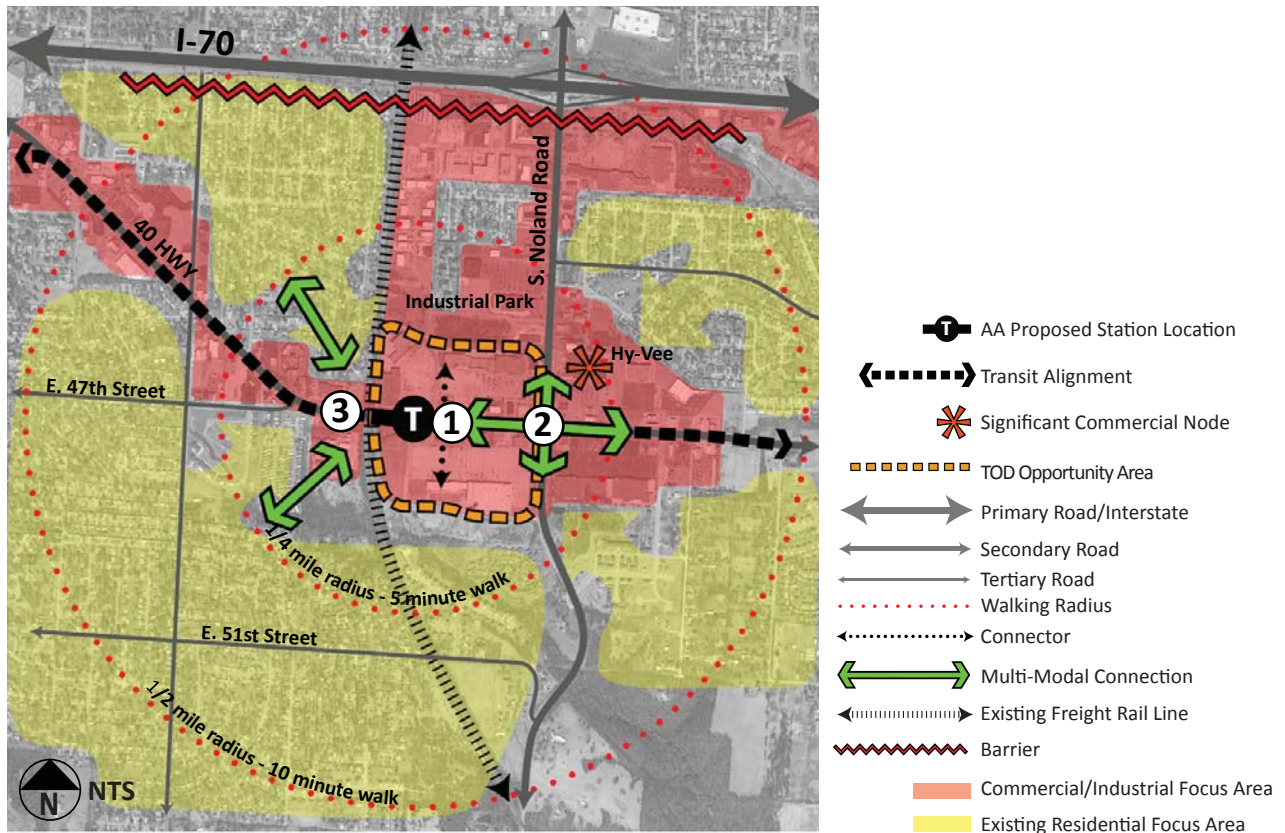 I-70
S. Noland Road
40 HWY
Industrial Park
Hy-Vee
E. 47th Street
3
T
1
2
1/4 mile radius - 5 minute walk
E. 51st Street
1/2 mile radius - 10 minute walk
N
NTS
T
AA Proposed Station Location
Transit Alignment
Significant Commercial Node
TOD Opportunity Area
Primary Road/Interstate
Secondary Road
Tertiary Road
Walking Radius
Connector
Multi-Modal Connection
Existing Freight Rail Line
Barrier
Commercial/Industrial Focus Area
Existing Residential Focus Area